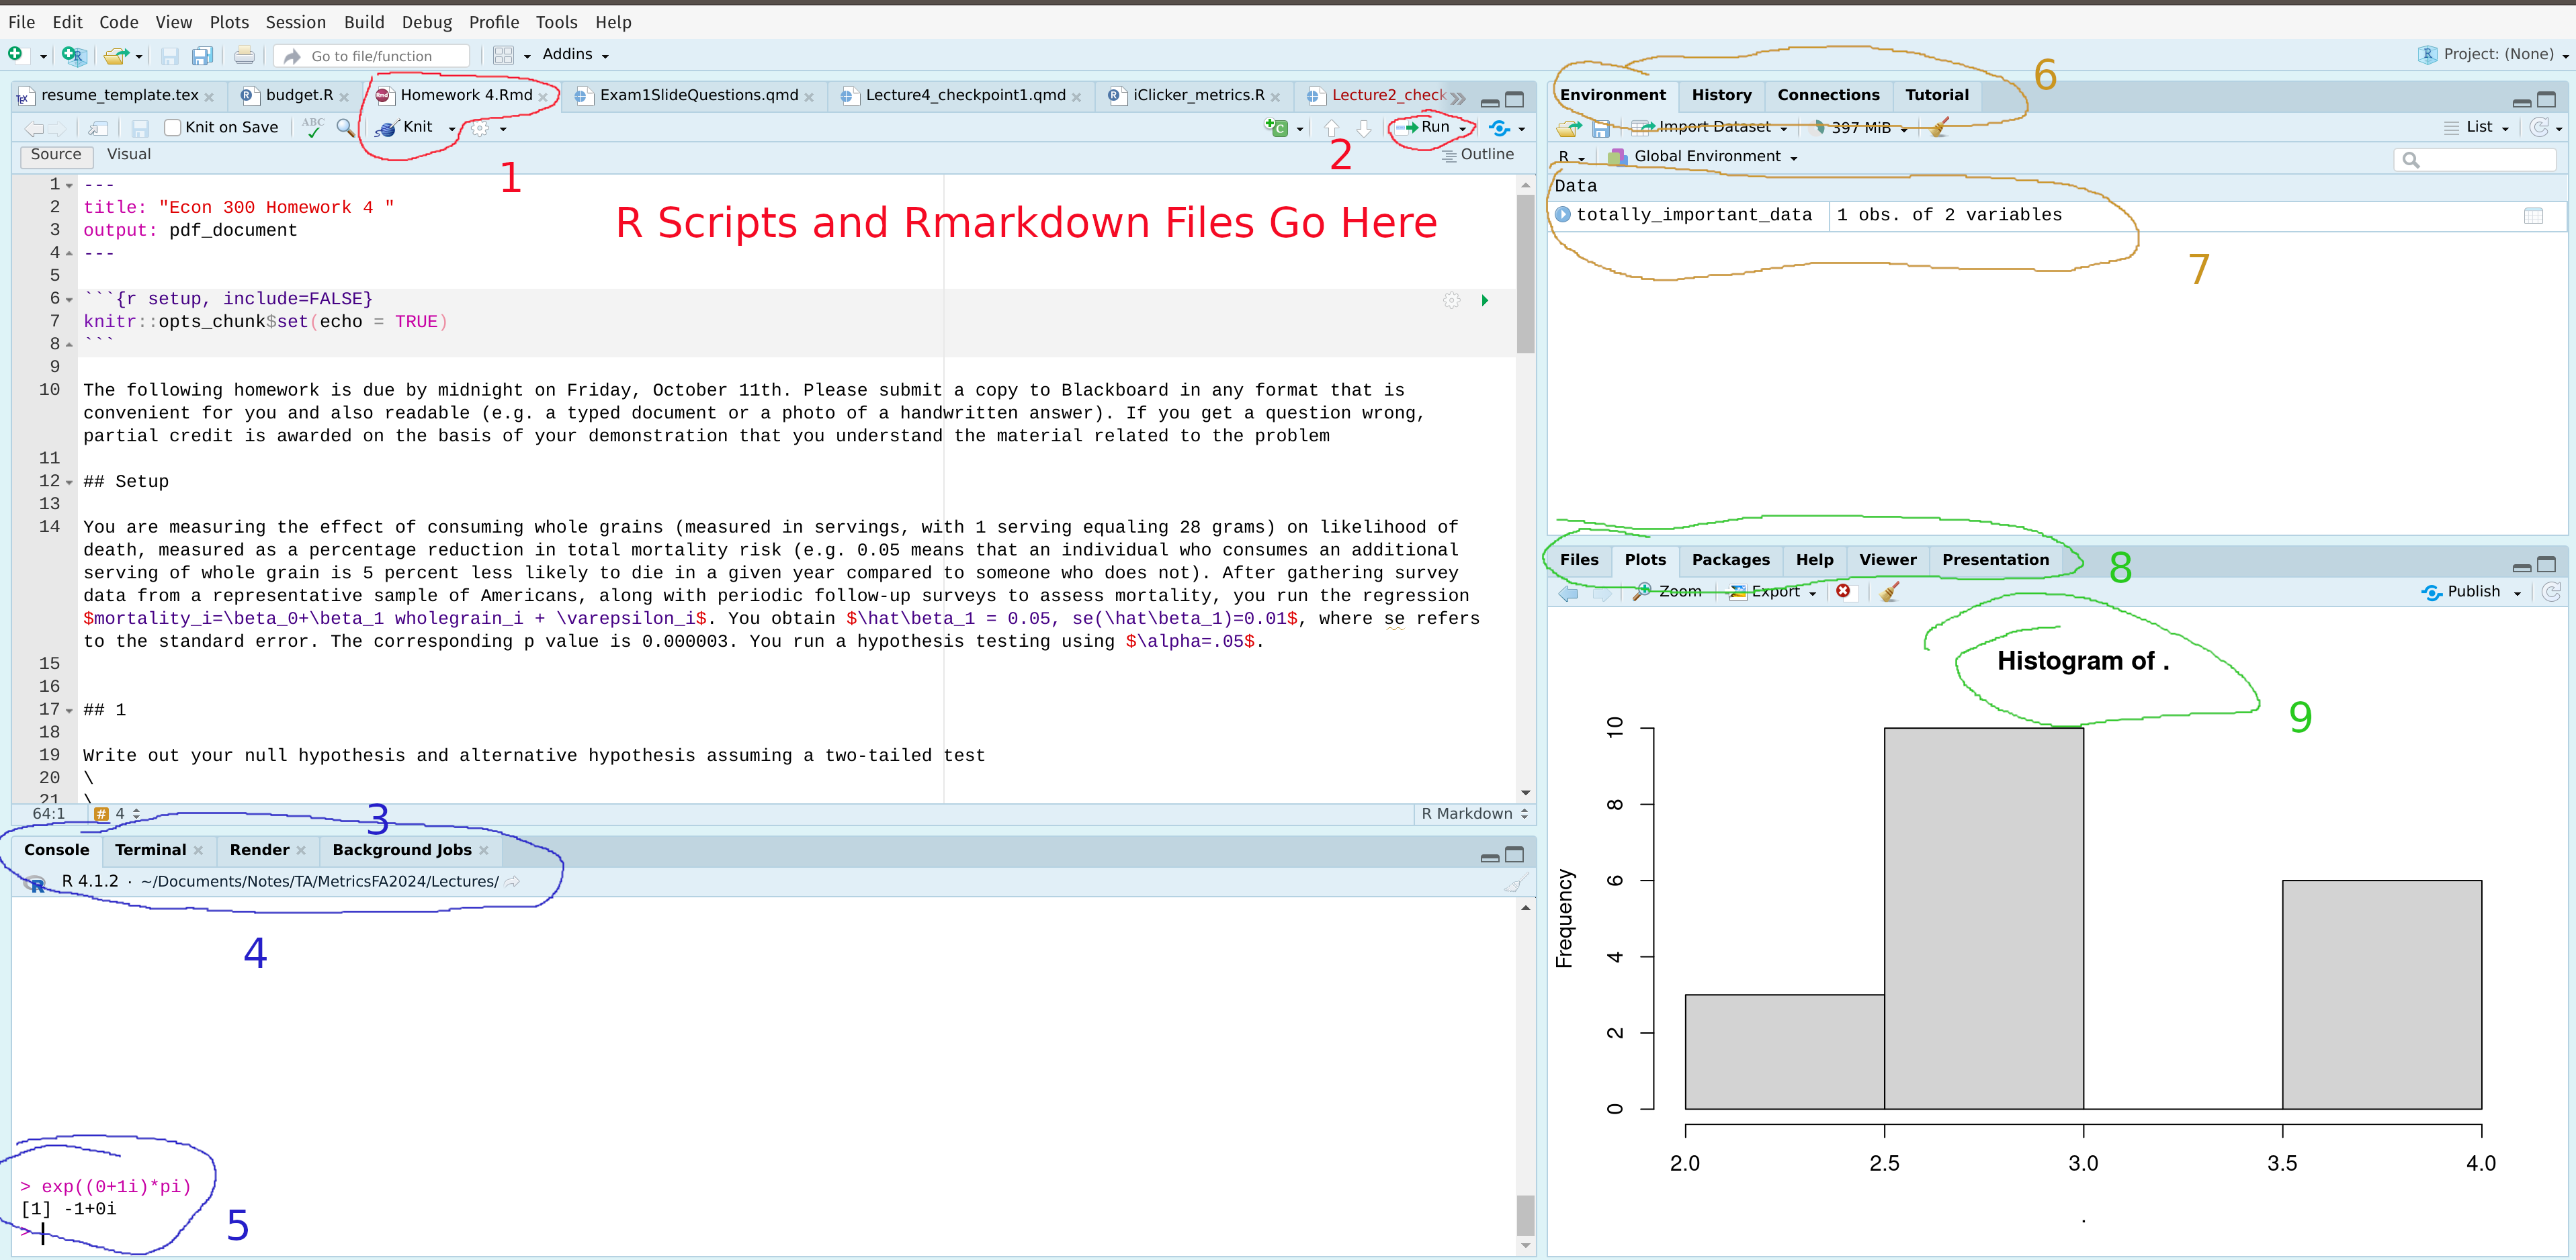 File Edit Code View Plots Session Build Debug Profile Tools Help
Go to file/function Addins Project: (None)
resume_template.tex budget.R Homework 4.Rmd Exam1SlideQuestions.qmd Lecture4_checkpoint1.qmd iClicker_metrics.R Lecture2_check
Knit on Save ABC Knit Run
Source Visual Outline
1 2
R Scripts and Rmarkdown Files Go Here
1 ---
2 title: "Econ 300 Homework 4 "
3 output: pdf_document
4 ---
5
6 ```{r setup, include=FALSE}
7 knitr::opts_chunk$set(echo = TRUE)
8 ```
9
10 The following homework is due by midnight on Friday, October 11th. Please submit a copy to Blackboard in any format that is
convenient for you and also readable (e.g. a typed document or a photo of a handwritten answer). If you get a question wrong,
partial credit is awarded on the basis of your demonstration that you understand the material related to the problem
11
12 ## Setup
13
14 You are measuring the effect of consuming whole grains (measured in servings, with 1 serving equaling 28 grams) on likelihood of
death, measured as a percentage reduction in total mortality risk (e.g. 0.05 means that an individual who consumes an additional
serving of whole grain is 5 percent less likely to die in a given year compared to someone who does not). After gathering survey
data from a representative sample of Americans, along with periodic follow-up surveys to assess mortality, you run the regression
$mortality_i=\beta_0+\beta_1 wholegrain_i + \varepsilon_i$. You obtain $\hat\beta_1 = 0.05, se(\hat\beta_1)=0.01$, where se refers
to the standard error. The corresponding p value is 0.000003. You run a hypothesis testing using $\alpha=.05$.
15
16
17 ## 1
18
19 Write out your null hypothesis and alternative hypothesis assuming a two-tailed test
20 \
21 \
64:1 # 4 R Markdown
3
Console Terminal Render Background Jobs
R 4.1.2 · ~/Documents/Notes/TA/MetricsFA2024/Lectures/
4
> exp((0+1i)*pi)
[1] -1+0i
>
5
6
Environment History Connections Tutorial
Import Dataset 397 MiB List
R Global Environment
Data
totally_important_data 1 obs. of 2 variables
7
Files Plots Packages Help Viewer Presentation
8
Zoom Export Publish
Histogram of .
9
Frequency
10
8
6
4
2
0
2.0 2.5 3.0 3.5 4.0
.